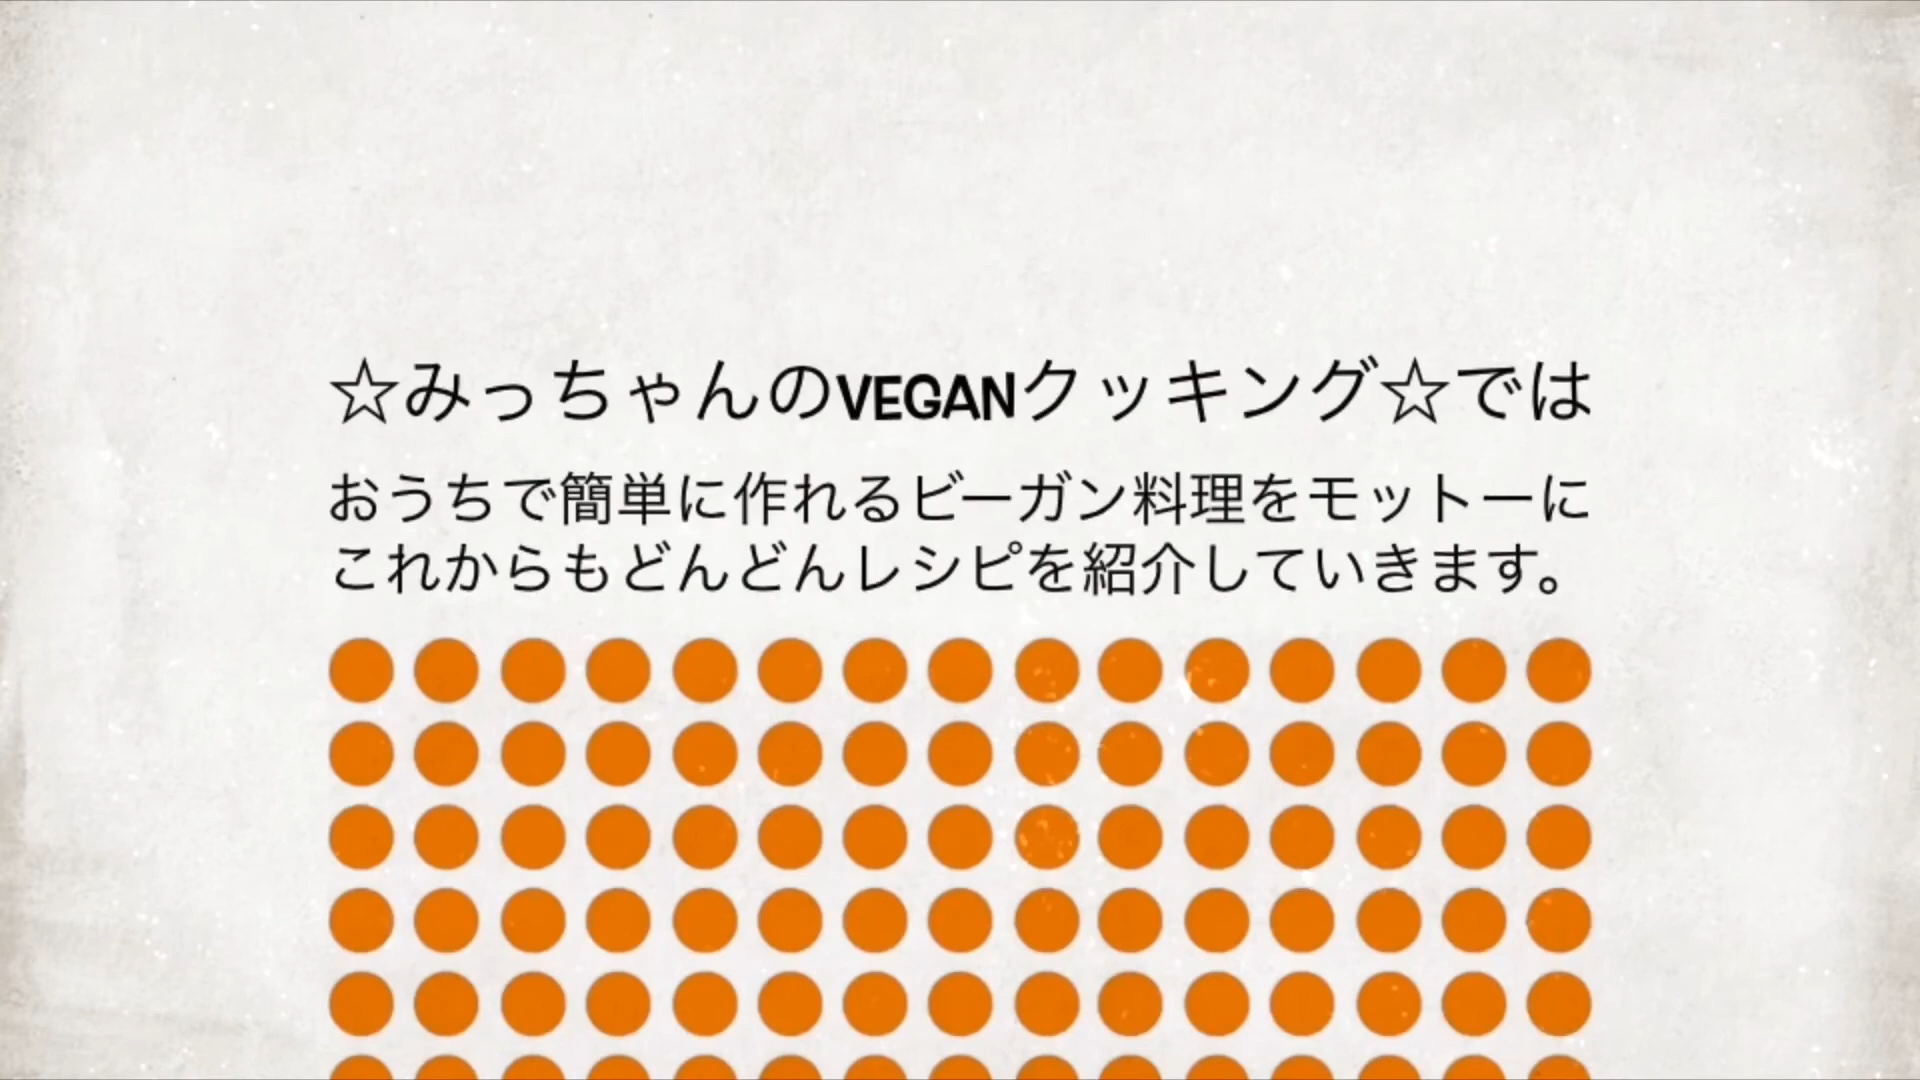 ☆みっちゃんのVEGANクッキング☆では
おうちで簡単に作れるビーガン料理をモットーに
これからもどんどんレシピを紹介していきます。